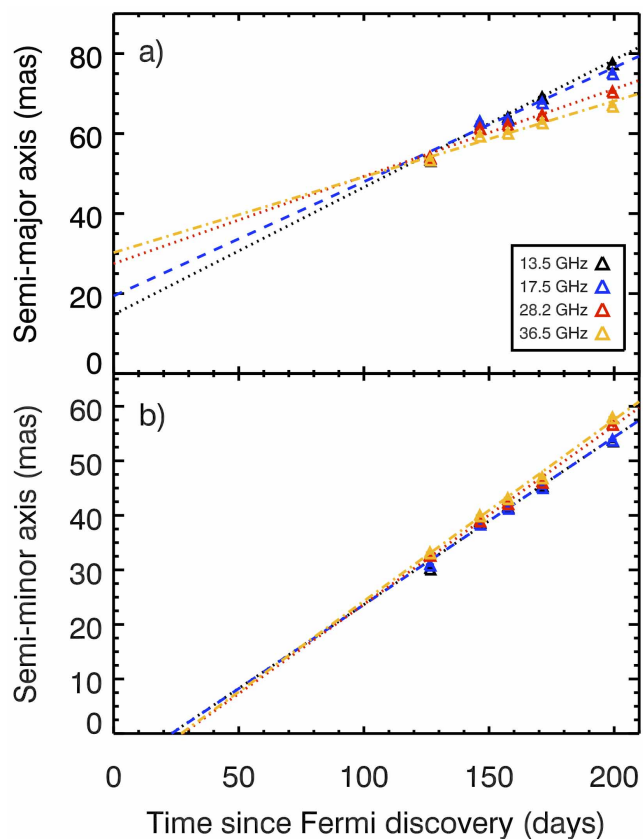 a)
Semi-major axis (mas)
80
60
40
20
0
13.5 GHz
17.5 GHz
28.2 GHz
36.5 GHz
b)
Semi-minor axis (mas)
60
50
40
30
20
10
0
0 50 100 150 200
Time since Fermi discovery (days)